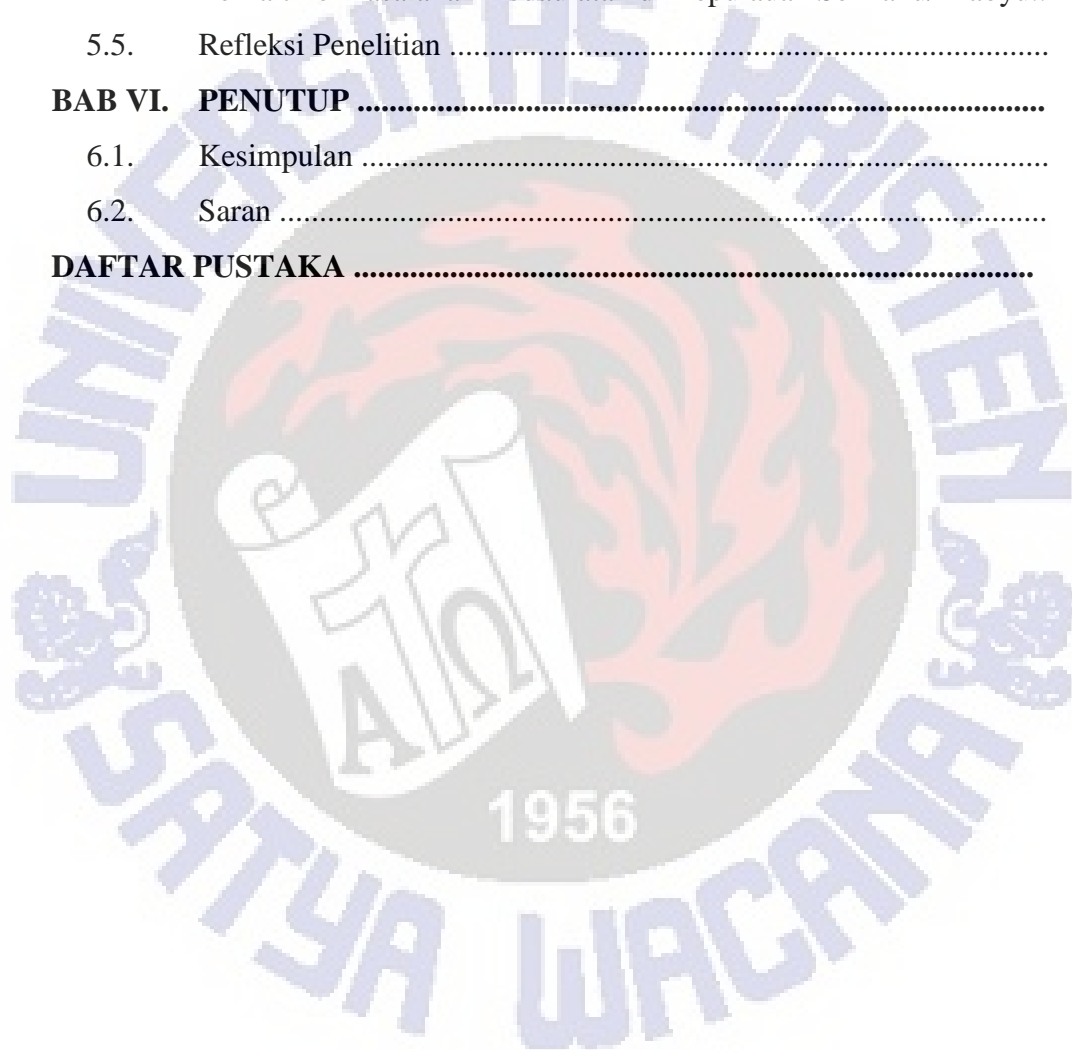 5.5. Refleksi Penelitian ...........................................................................
BAB VI. PENUTUP ......................................................................................
6.1. Kesimpulan ......................................................................................
6.2. Saran ................................................................................................
DAFTAR PUSTAKA .....................................................................................
UNIVERSITAS KRISTEN
SATYA WACANA
Α Ω
1956